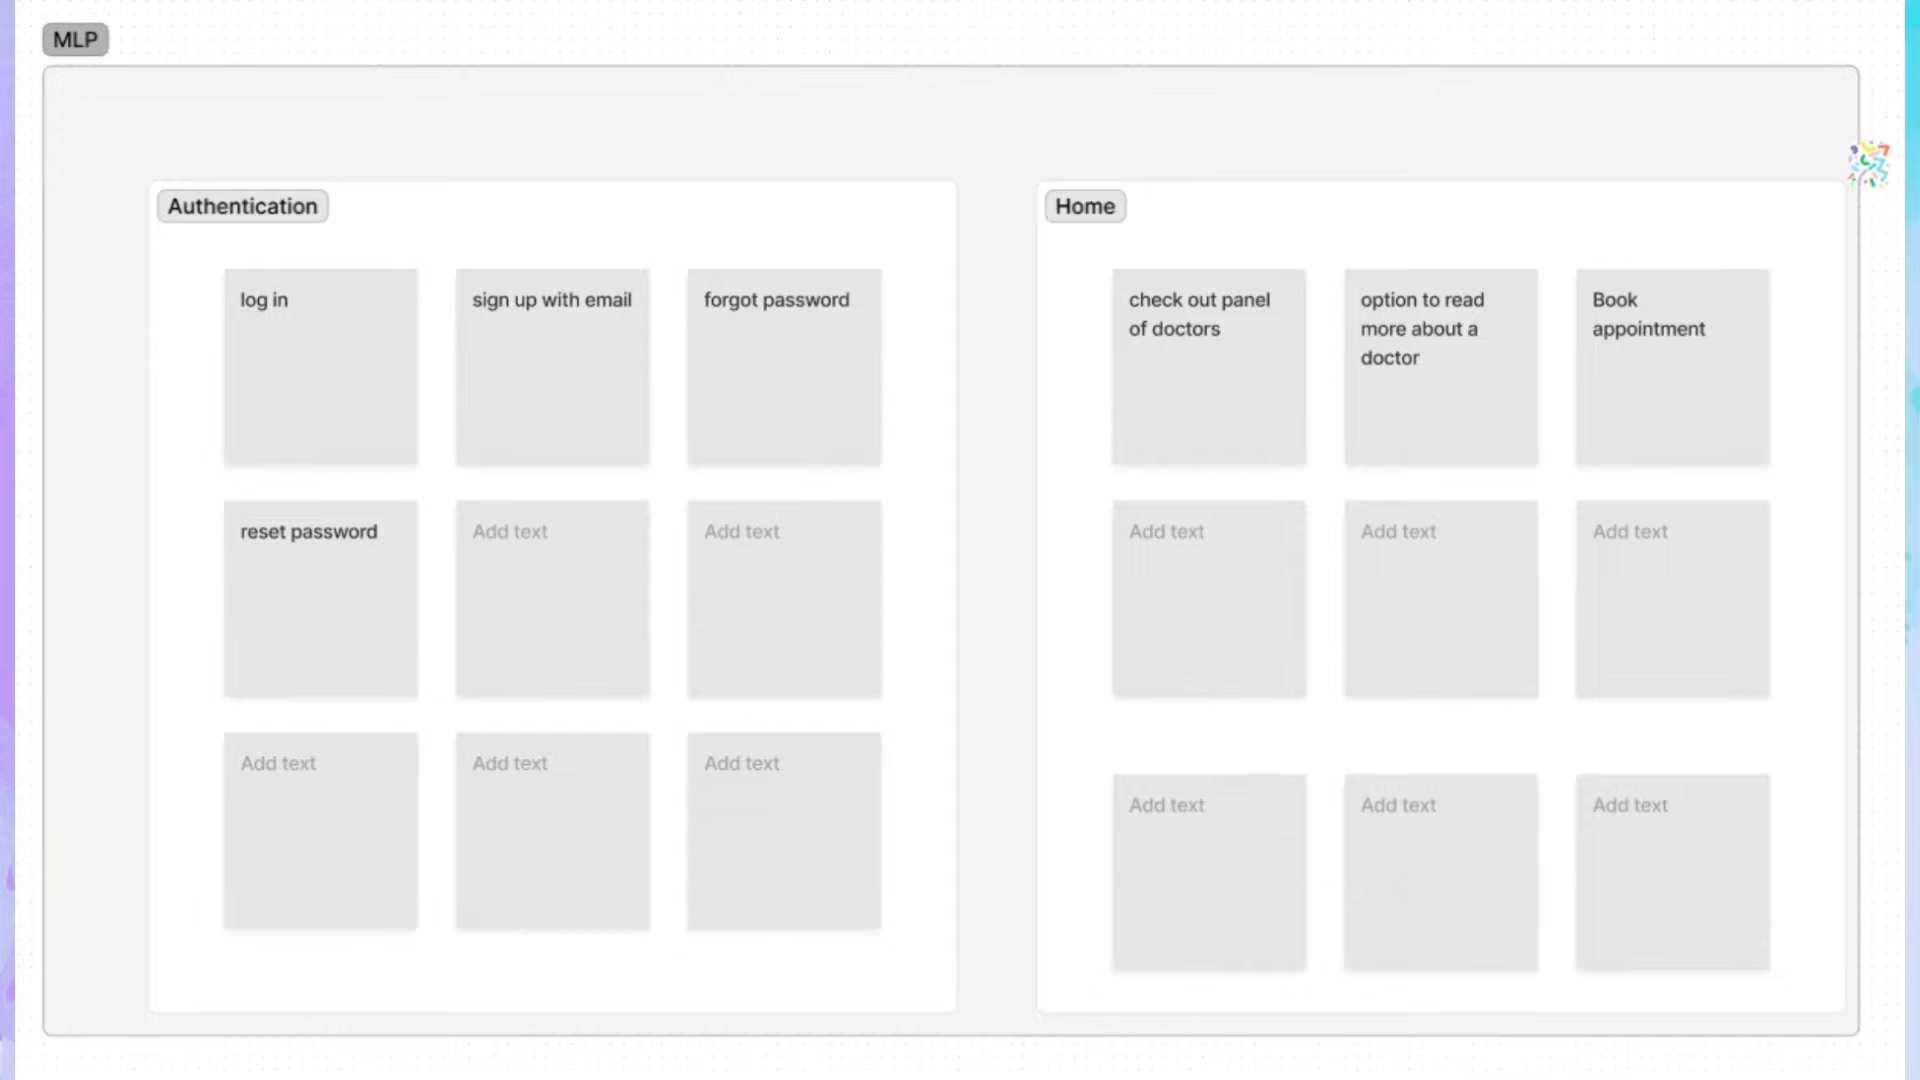 MLP
Authentication
log in
sign up with email
forgot password
reset password
Add text
Add text
Add text
Add text
Add text
Home
check out panel
of doctors
option to read
more about a
doctor
Book
appointment
Add text
Add text
Add text
Add text
Add text
Add text